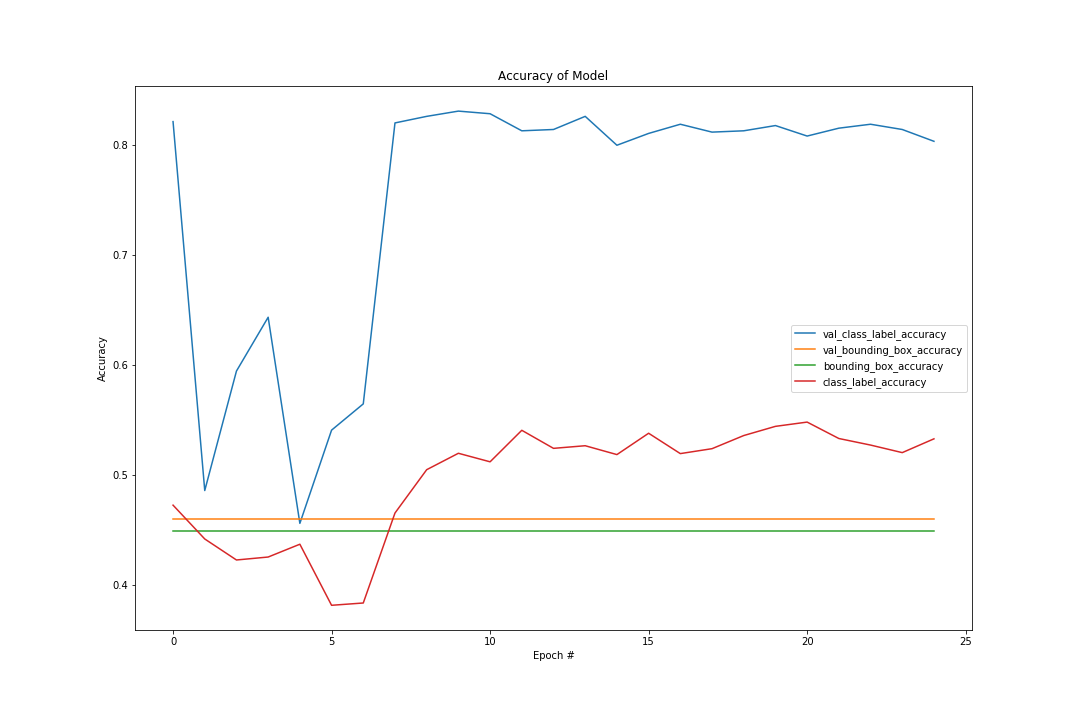 Accuracy of Model
Accuracy
0.8
0.7
0.6
0.5
0.4
val_class_label_accuracy
val_bounding_box_accuracy
bounding_box_accuracy
class_label_accuracy
0 5 10 15 20 25
Epoch #